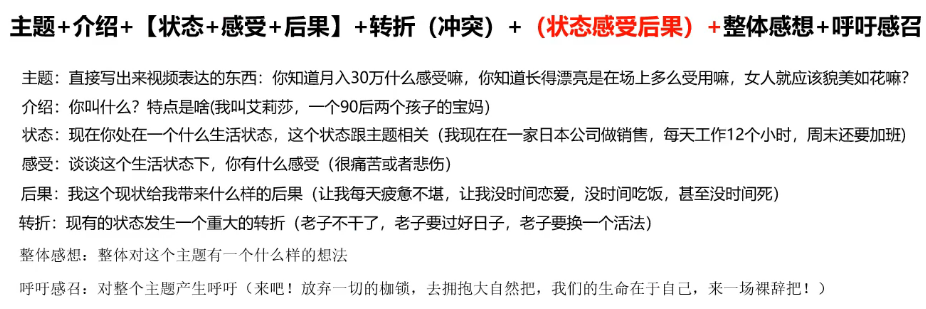 主题+介绍+【状态+感受+后果】+转折（冲突）+（状态感受后果）+整体感想+呼吁感召
主题：直接写出来视频表达的东西：你知道月入30万什么感受嘛，你知道长得漂亮是在场上多么受用嘛，女人就应该貌美如花嘛？
介绍：你叫什么？特点是啥(我叫艾莉莎，一个90后两个孩子的宝妈)
状态：现在你处在一个什么生活状态，这个状态跟主题相关（我现在在一家日本公司做销售，每天工作12个小时，周末还要加班)
感受：谈谈这个生活状态下，你有什么感受（很痛苦或者悲伤）
后果：我这个现状给我带来什么样的后果（让我每天疲惫不堪，让我没时间恋爱，没时间吃饭，甚至没时间死）
转折：现有的状态发生一个重大的转折（老子不干了，老子要过好日子，老子要换一个活法）
整体感想：整体对这个主题有一个什么样的想法
呼吁感召：对整个主题产生呼吁（来吧！放弃一切的枷锁，去拥抱大自然把，我们的生命在于自己，来一场裸辞把！）